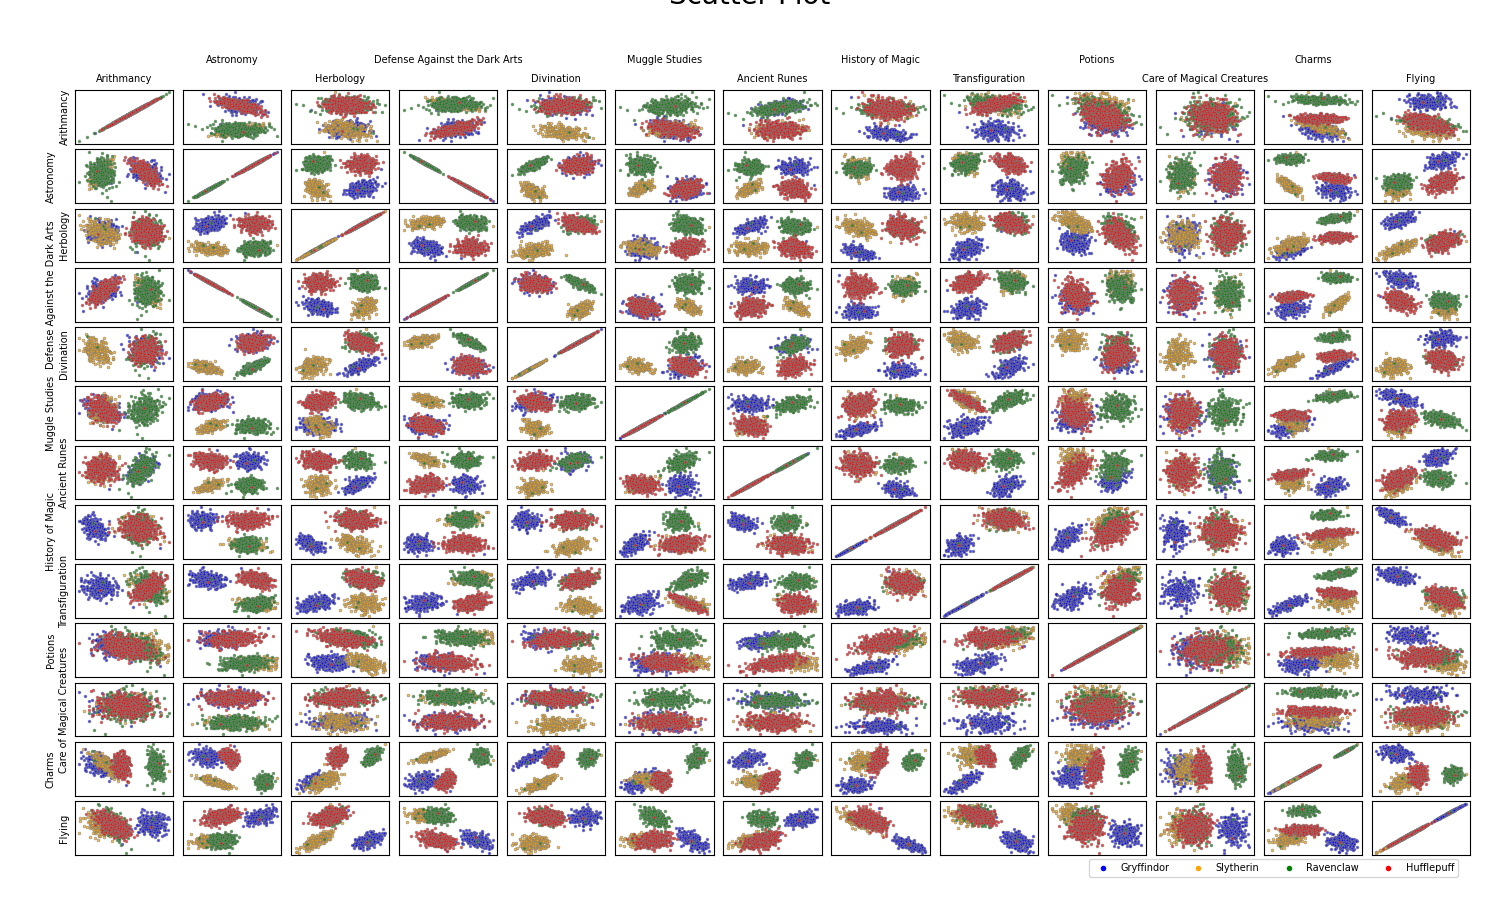 Scatter Plot
Astronomy Defense Against the Dark Arts Muggle Studies History of Magic Potions Charms
Arithmancy Herbology Divination Ancient Runes Transfiguration Care of Magical Creatures Flying
Arithmancy
Astronomy
Herbology
Defense Against the Dark Arts
Divination
Muggle Studies
Ancient Runes
History of Magic
Transfiguration
Potions
Care of Magical Creatures
Charms
Flying
Gryffindor Slytherin Ravenclaw Hufflepuff